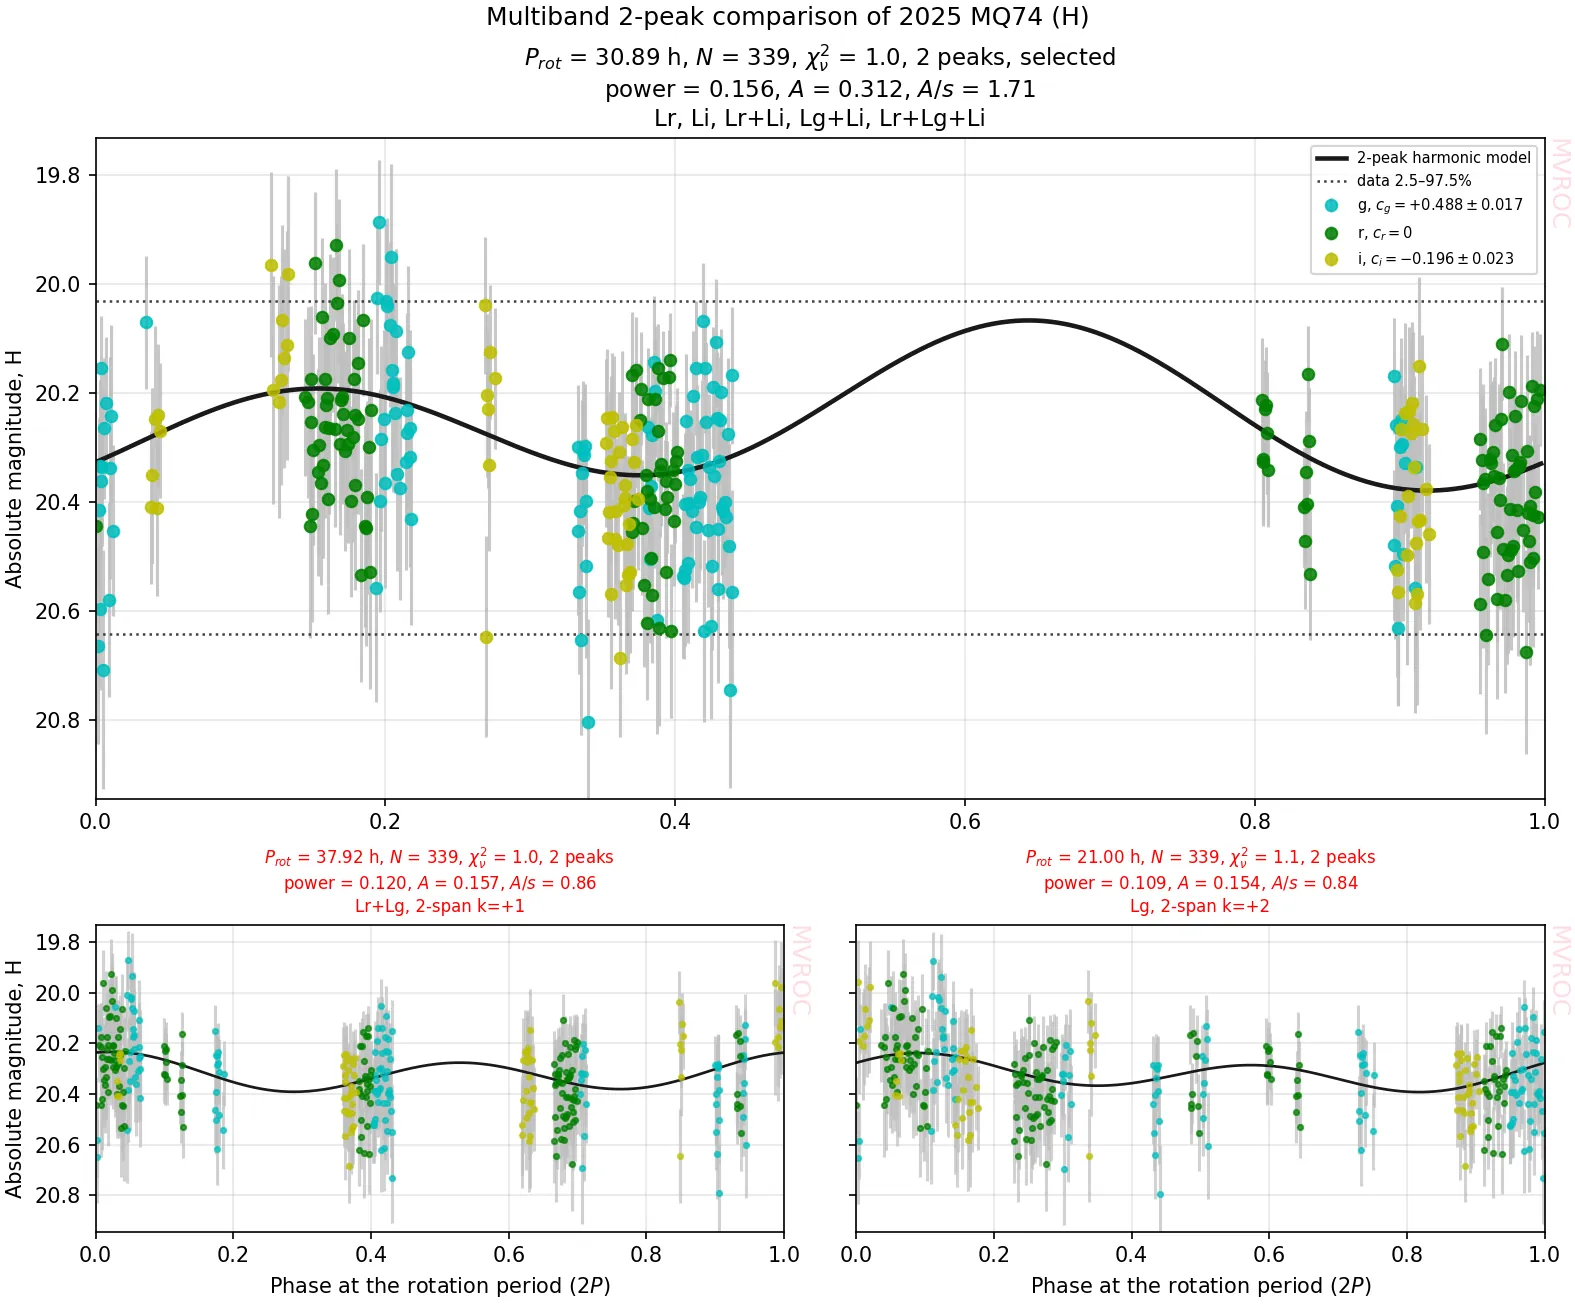 Multiband 2-peak comparison of 2025 MQ74 (H)
P_rot = 30.89 h, N = 339, χ²_ν = 1.0, 2 peaks, selected
power = 0.156, A = 0.312, A/s = 1.71
Lr, Li, Lr+Li, Lg+Li, Lr+Lg+Li
MVROC
2-peak harmonic model
data 2.5–97.5%
g, c_g = +0.488 ± 0.017
r, c_r = 0
i, c_i = −0.196 ± 0.023
Absolute magnitude, H
19.8
20.0
20.2
20.4
20.6
20.8
0.0 0.2 0.4 0.6 0.8 1.0
P_rot = 37.92 h, N = 339, χ²_ν = 1.0, 2 peaks
power = 0.120, A = 0.157, A/s = 0.86
Lr+Lg, 2-span k=+1
MVROC
Absolute magnitude, H
19.8
20.0
20.2
20.4
20.6
20.8
0.0 0.2 0.4 0.6 0.8 1.0
Phase at the rotation period (2P)
P_rot = 21.00 h, N = 339, χ²_ν = 1.1, 2 peaks
power = 0.109, A = 0.154, A/s = 0.84
Lg, 2-span k=+2
MVROC
0.0 0.2 0.4 0.6 0.8 1.0
Phase at the rotation period (2P)